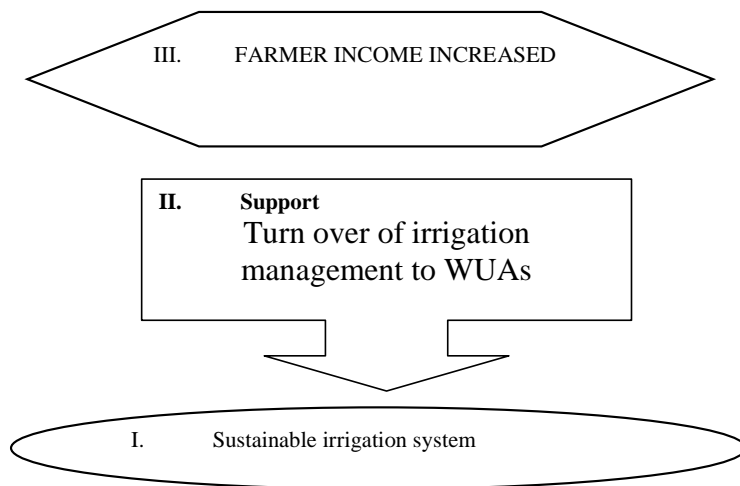 III. FARMER INCOME INCREASED
II. Support
Turn over of irrigation
management to WUAs
I. Sustainable irrigation system